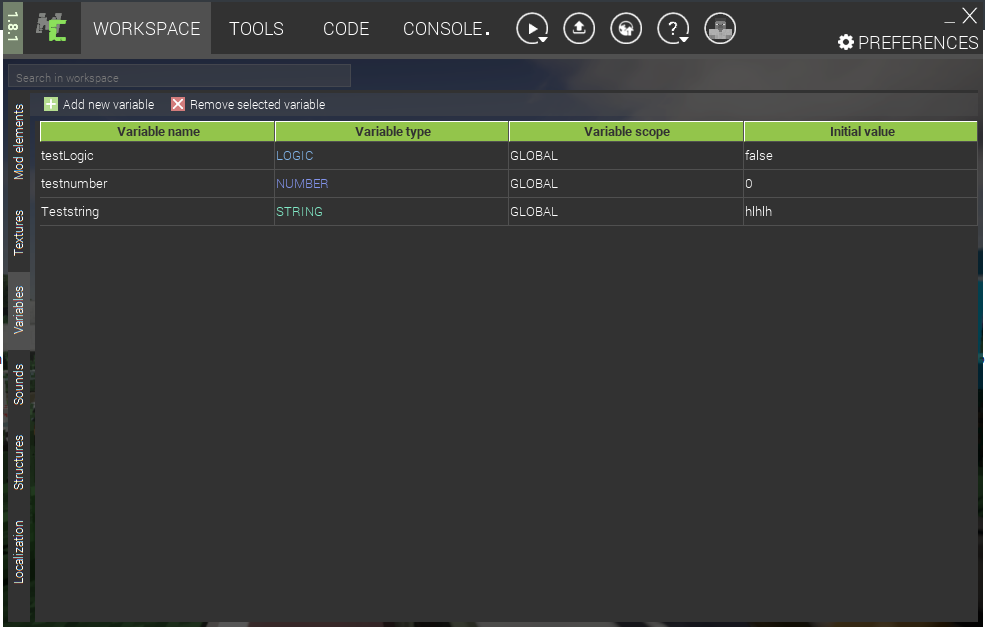 1.8.1
WORKSPACE
TOOLS
CODE
CONSOLE.
?
PREFERENCES
Search in workspace
Mod elements
Textures
Variables
Sounds
Structures
Localization
Add new variable
Remove selected variable
Variable name Variable type Variable scope Initial value
testLogic LOGIC GLOBAL false
testnumber NUMBER GLOBAL 0
Teststring STRING GLOBAL hlhlh